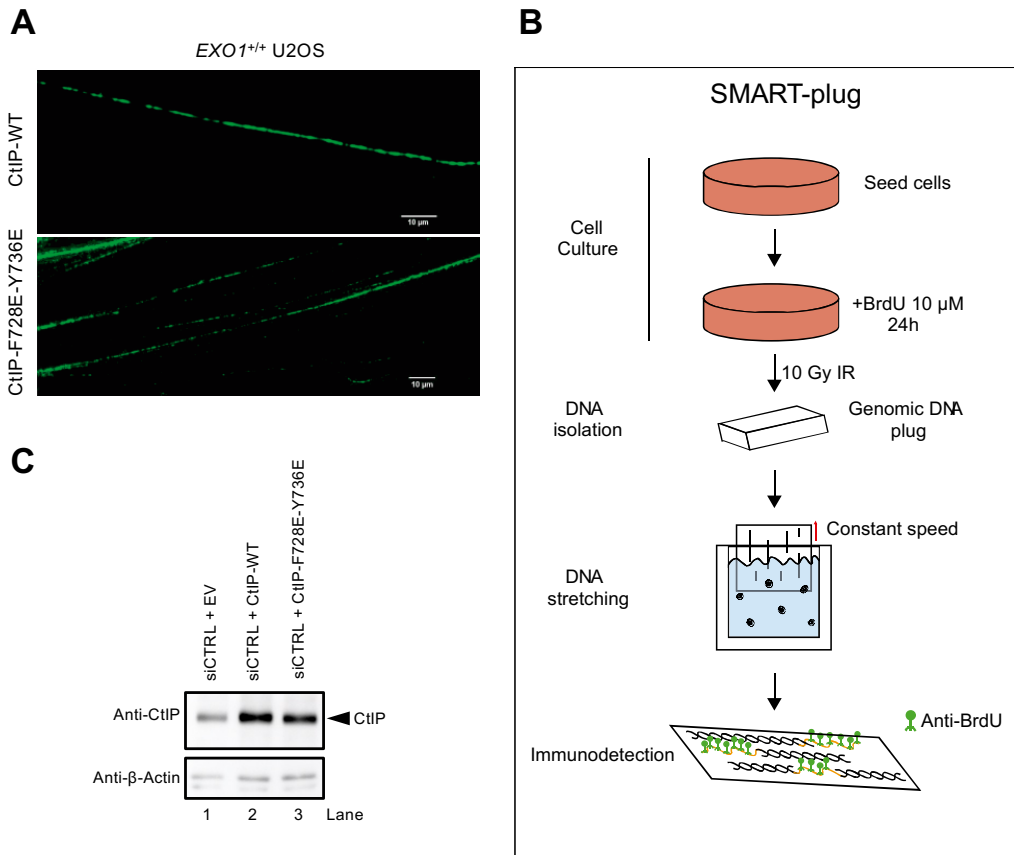 A
EXO1+/+ U2OS
CtIP-WT
10 µm
CtIP-F728E-Y736E
10 µm
B
SMART-plug
Seed cells
Cell
Culture
+BrdU 10 µM
24h
10 Gy IR
DNA
isolation
Genomic DNA
plug
Constant speed
DNA
stretching
Anti-BrdU
Immunodetection
C
siCTRL + EV
siCTRL + CtIP-WT
siCTRL + CtIP-F728E-Y736E
Anti-CtIP
CtIP
Anti-β-Actin
1 2 3 Lane